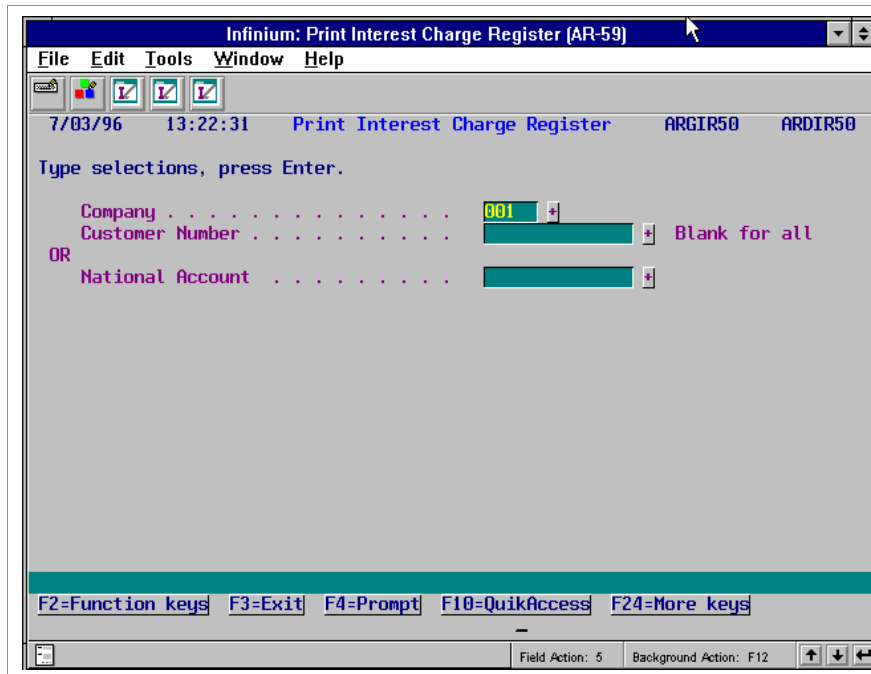 Infinium: Print Interest Charge Register (AR-59)
File Edit Tools Window Help
7/03/96 13:22:31 Print Interest Charge Register ARGIR50 ARDIR50
Type selections, press Enter.
Company . . . . . . . . . . . . . . 001 +
Customer Number . . . . . . . . . . + Blank for all
OR
National Account . . . . . . . . . +
F2=Function keys F3=Exit F4=Prompt F10=QuikAccess F24=More keys
Field Action: 5 Background Action: F12